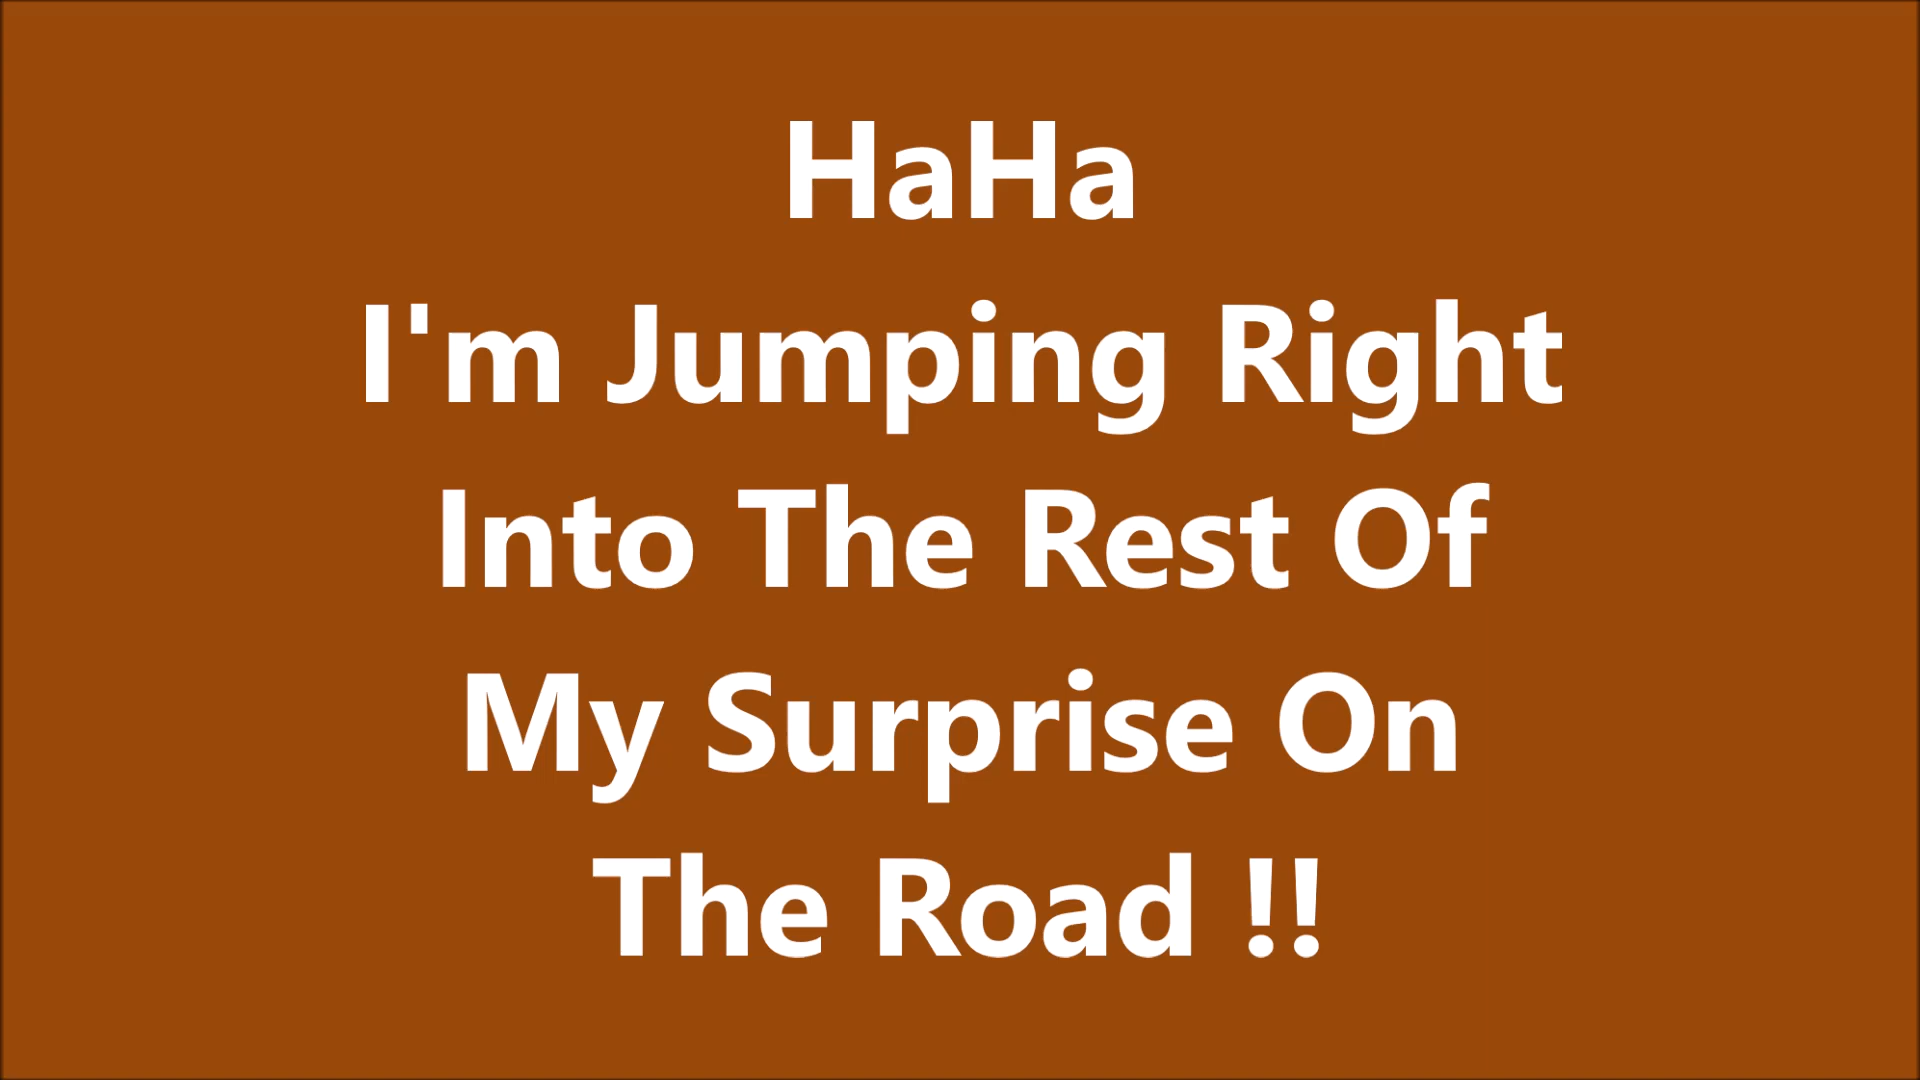 HaHa
I'm Jumping Right
Into The Rest Of
My Surprise On
The Road !!